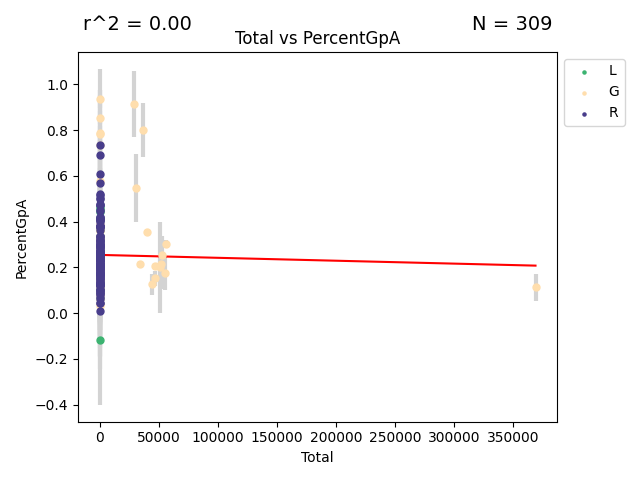 r^2 = 0.00
N = 309
Total vs PercentGpA
L
G
R
PercentGpA
1.0
0.8
0.6
0.4
0.2
0.0
−0.2
−0.4
0
50000
100000
150000
200000
250000
300000
350000
Total